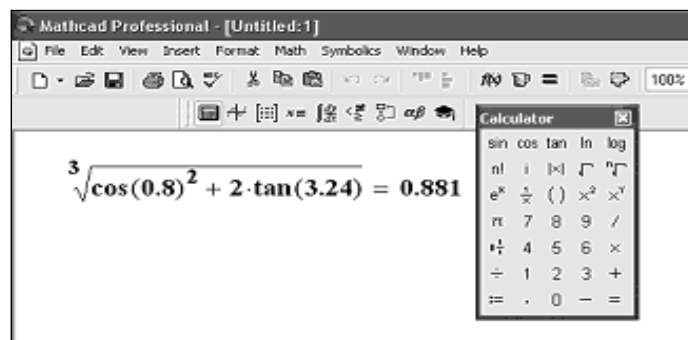 Mathcad Professional - [Untitled:1]
File Edit View Insert Format Math Symbolics Window Help
f(x) = 100%
x= αβ
Calculator
sin cos tan ln log
n! i |×| √ ⁿ√
eˣ 1/x ( ) x² xʸ
π 7 8 9 /
4 5 6 ×
÷ 1 2 3 +
:= . 0 − =
∛(cos(0.8)² + 2·tan(3.24)) = 0.881